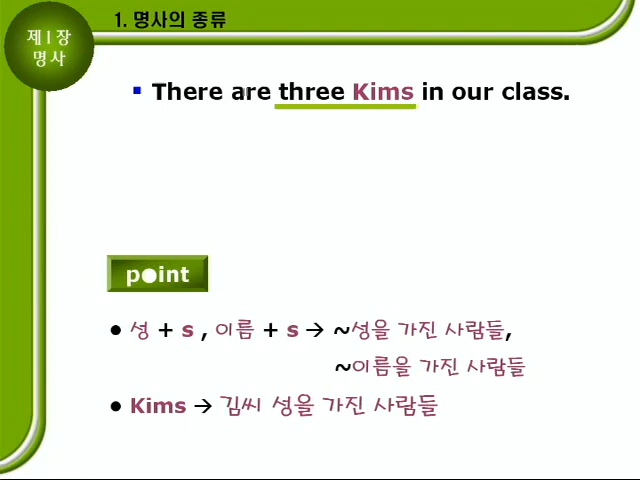 1. 명사의 종류
제 I 장
명사
There are three Kims in our class.
point
● 성 + s , 이름 + s → ~성을 가진 사람들,
~이름을 가진 사람들
● Kims → 김씨 성을 가진 사람들